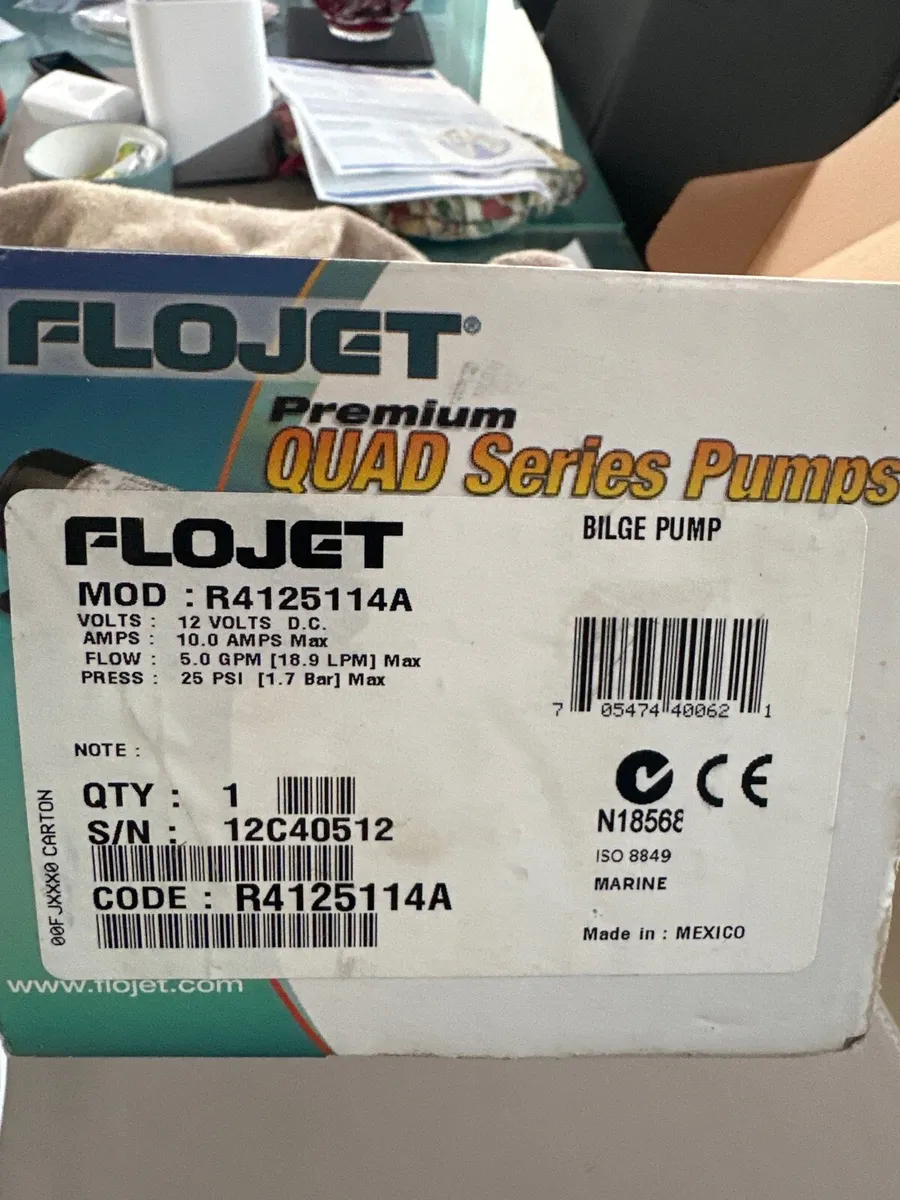 FLOJET®
Premium
QUAD Series Pumps
FLOJET
BILGE PUMP
MOD : R4125114A
VOLTS : 12 VOLTS D.C.
AMPS : 10.0 AMPS Max
FLOW : 5.0 GPM [18.9 LPM] Max
PRESS : 25 PSI [1.7 Bar] Max
7 05474 40062 1
NOTE :
QTY : 1
N18568
S/N : 12C40512
ISO 8849
MARINE
CODE : R4125114A
Made in : MEXICO
00FJXXX0 CARTON
CE
www.flojet.com